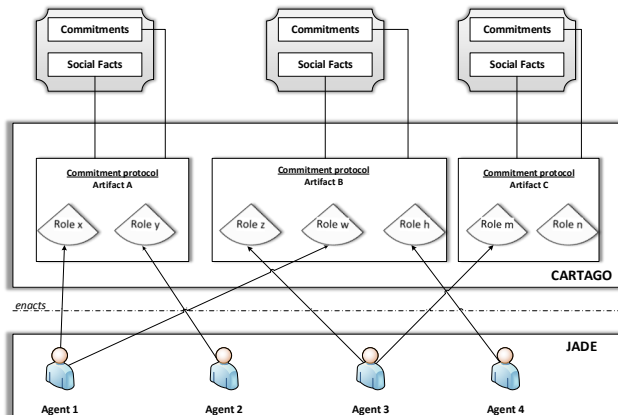 Commitments
Social Facts
Commitments
Social Facts
Commitments
Social Facts
Commitment protocol
Artifact A
Role x
Role y
Commitment protocol
Artifact B
Role z
Role w
Role h
Commitment protocol
Artifact C
Role m
Role n
CARTAGO
enacts
JADE
Agent 1
Agent 2
Agent 3
Agent 4